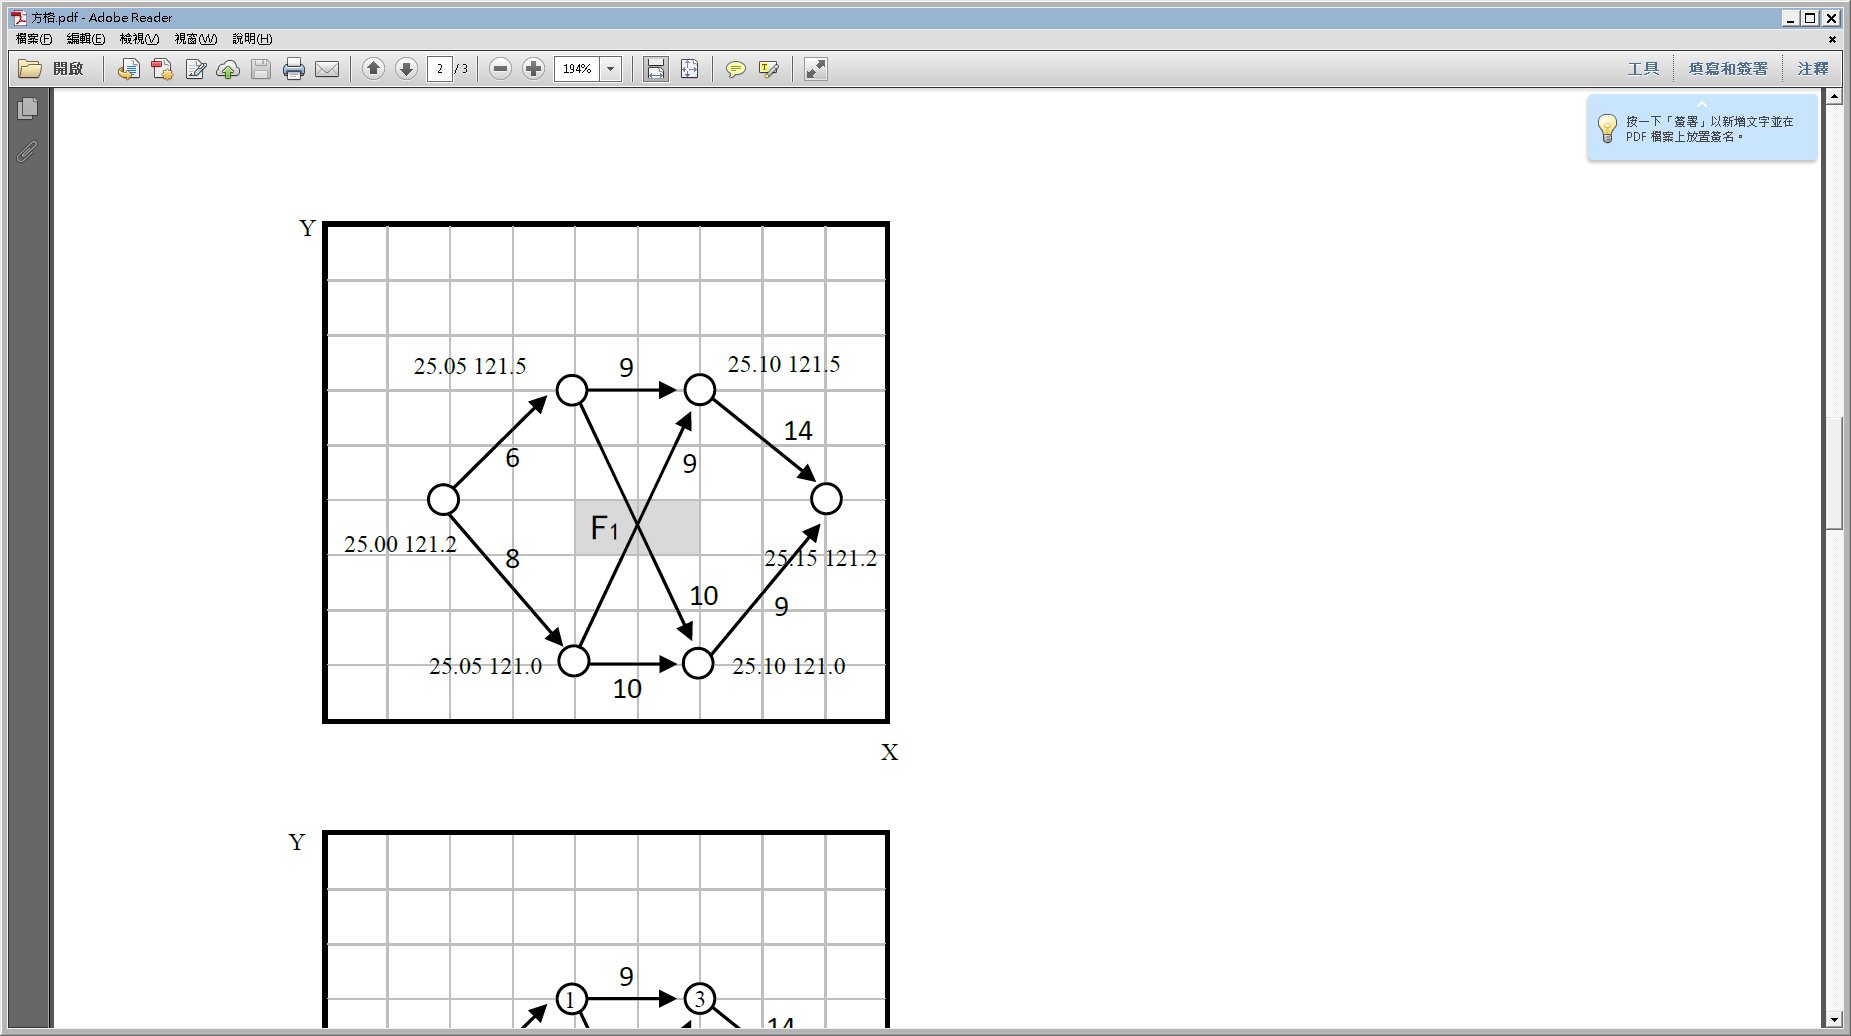 方格.pdf - Adobe Reader
檔案(F) 編輯(E) 檢視(V) 視窗(W) 說明(H)
開啟 2 / 3 194% 工具 填寫和簽署 注釋
按一下「簽署」以新增文字並在
PDF 檔案上放置簽名。
Y
25.05 121.5 9 25.10 121.5
14
6 9
F1
25.00 121.2 8 25.15 121.2
10 9
25.05 121.0 25.10 121.0
10
X
Y
9
1 3
14